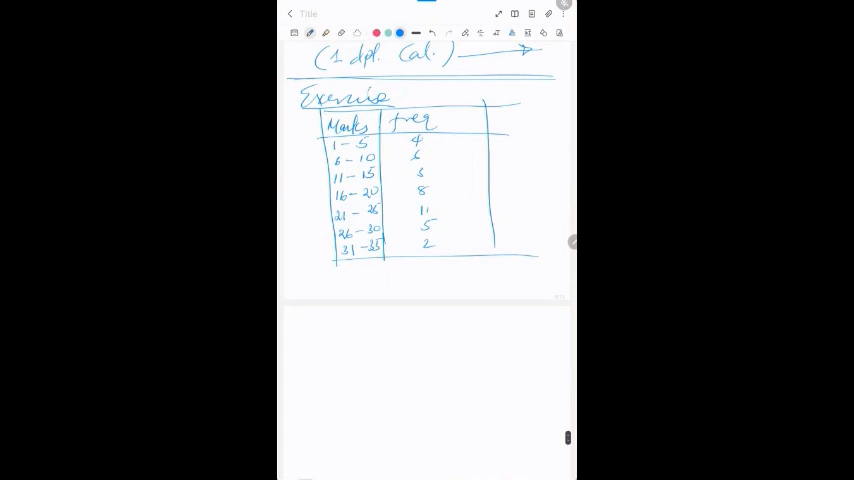 Title
(1 dpl. Cal.)
Exercise
Marks freq
1 - 5 4
6 - 10 6
11 - 15 3
16 - 20 8
21 - 25 11
26 - 30 5
31 - 35 2